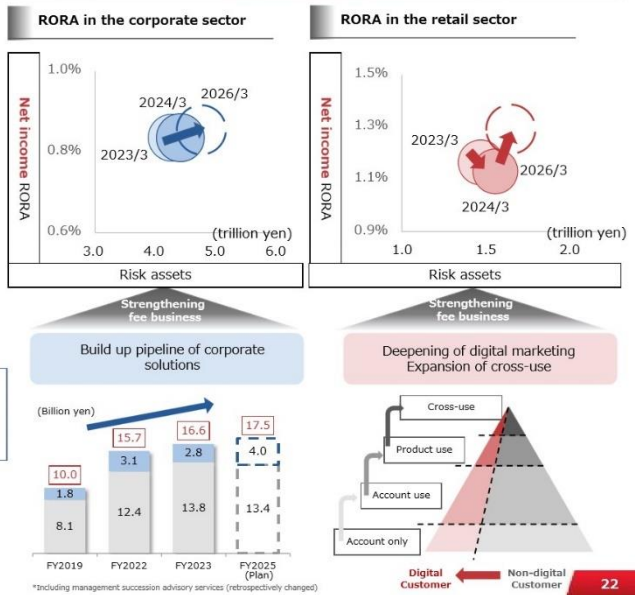 RORA in the corporate sector
Net income RORA
1.0%
0.8%
0.6%
2024/3
2026/3
2023/3
(trillion yen)
3.0
4.0
5.0
6.0
Risk assets
Strengthening
fee business
Build up pipeline of corporate
solutions
(Billion yen)
10.0
1.8
8.1
15.7
3.1
12.4
16.6
2.8
13.8
17.5
4.0
13.4
FY2019
FY2022
FY2023
FY2025
(Plan)
*Including management succession advisory services (retrospectively changed)
RORA in the retail sector
Net income RORA
1.5%
1.3%
1.1%
0.9%
2023/3
2026/3
2024/3
(trillion yen)
1.0
1.5
2.0
Risk assets
Strengthening
fee business
Deepening of digital marketing
Expansion of cross-use
Cross-use
Product use
Account use
Account only
Digital
Customer
Non-digital
Customer
22